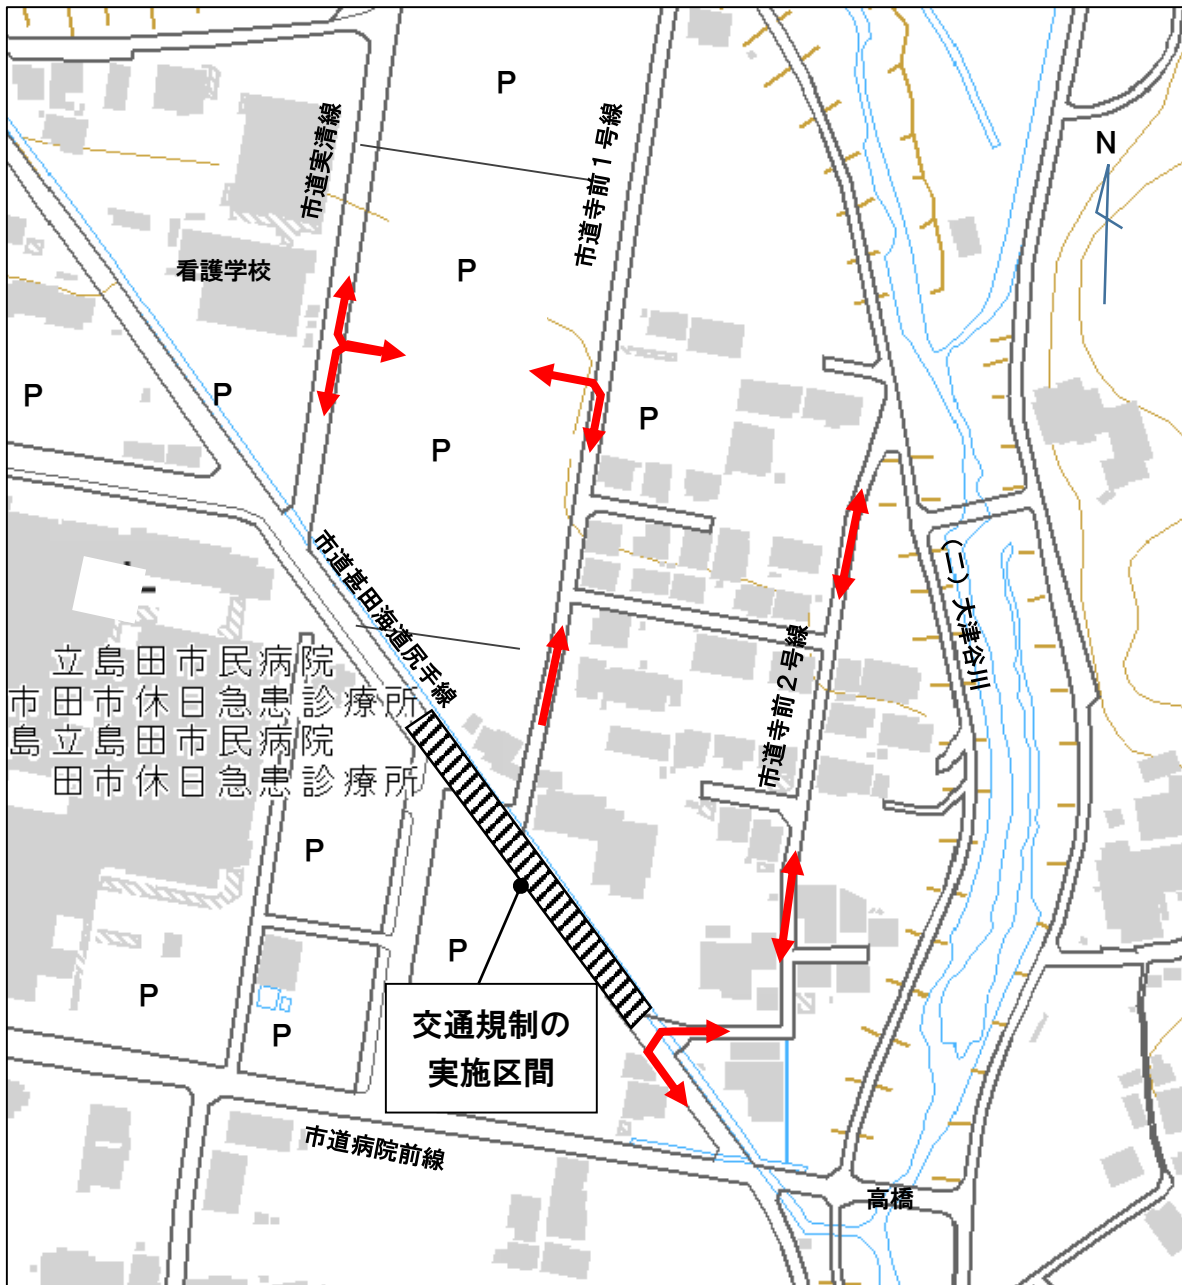 P
N
市道実清線
市道寺前１号線
看護学校
P
P
P
P
P
市道甚田海道尻手線
(二) 大津谷川
市道寺前２号線
立島田市民病院
市田市休日急患診療所
島立島田市民病院
田市休日急患診療所
P
P
P
P
交通規制の
実施区間
市道病院前線
高橋